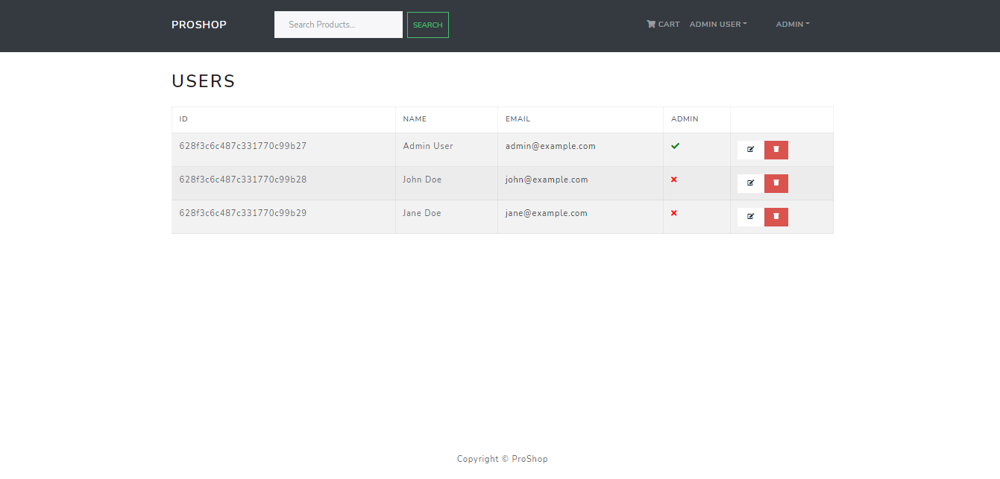 PROSHOP Search Products... SEARCH CART ADMIN USER ADMIN
USERS
ID NAME EMAIL ADMIN
628f3c6c487c331770c99b27 Admin User admin@example.com
628f3c6c487c331770c99b28 John Doe john@example.com
628f3c6c487c331770c99b29 Jane Doe jane@example.com
Copyright © ProShop